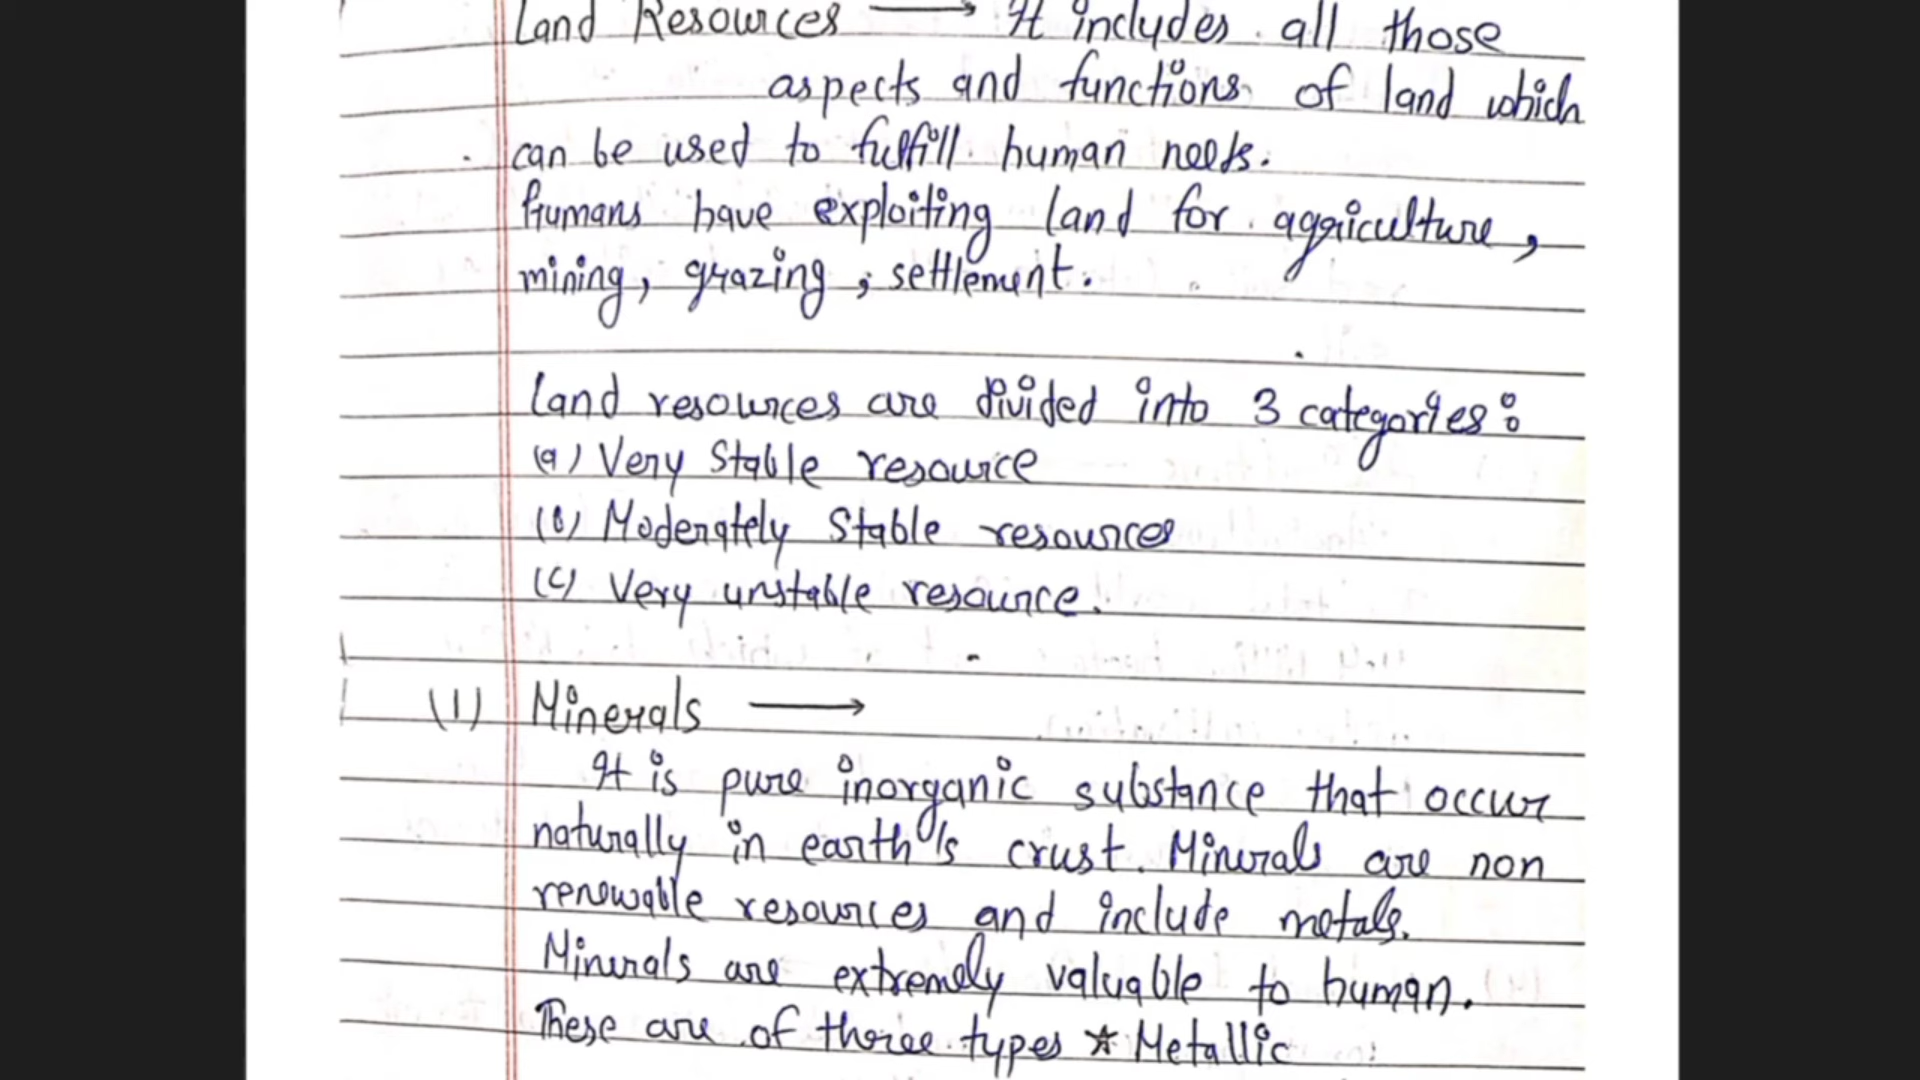 Land Resources → It includes all those
aspects and functions of land which
can be used to fulfill human needs.
Humans have exploiting land for aggriculture,
mining, grazing, settlement.
Land resources are divided into 3 categories:
(a) Very Stable resource
(b) Moderately Stable resources
(c) Very unstable resource.
(1) Minerals →
It is pure inorganic substance that occur
naturally in earth's crust. Minerals are non
renewable resources and include metals.
Minerals are extremely valuable to human.
These are of three types ★ Metallic